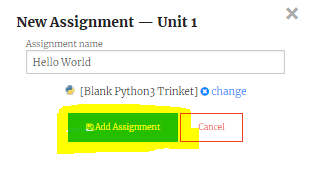 New Assignment — Unit 1
Assignment name
Hello World
[Blank Python3 Trinket] change
Add Assignment Cancel